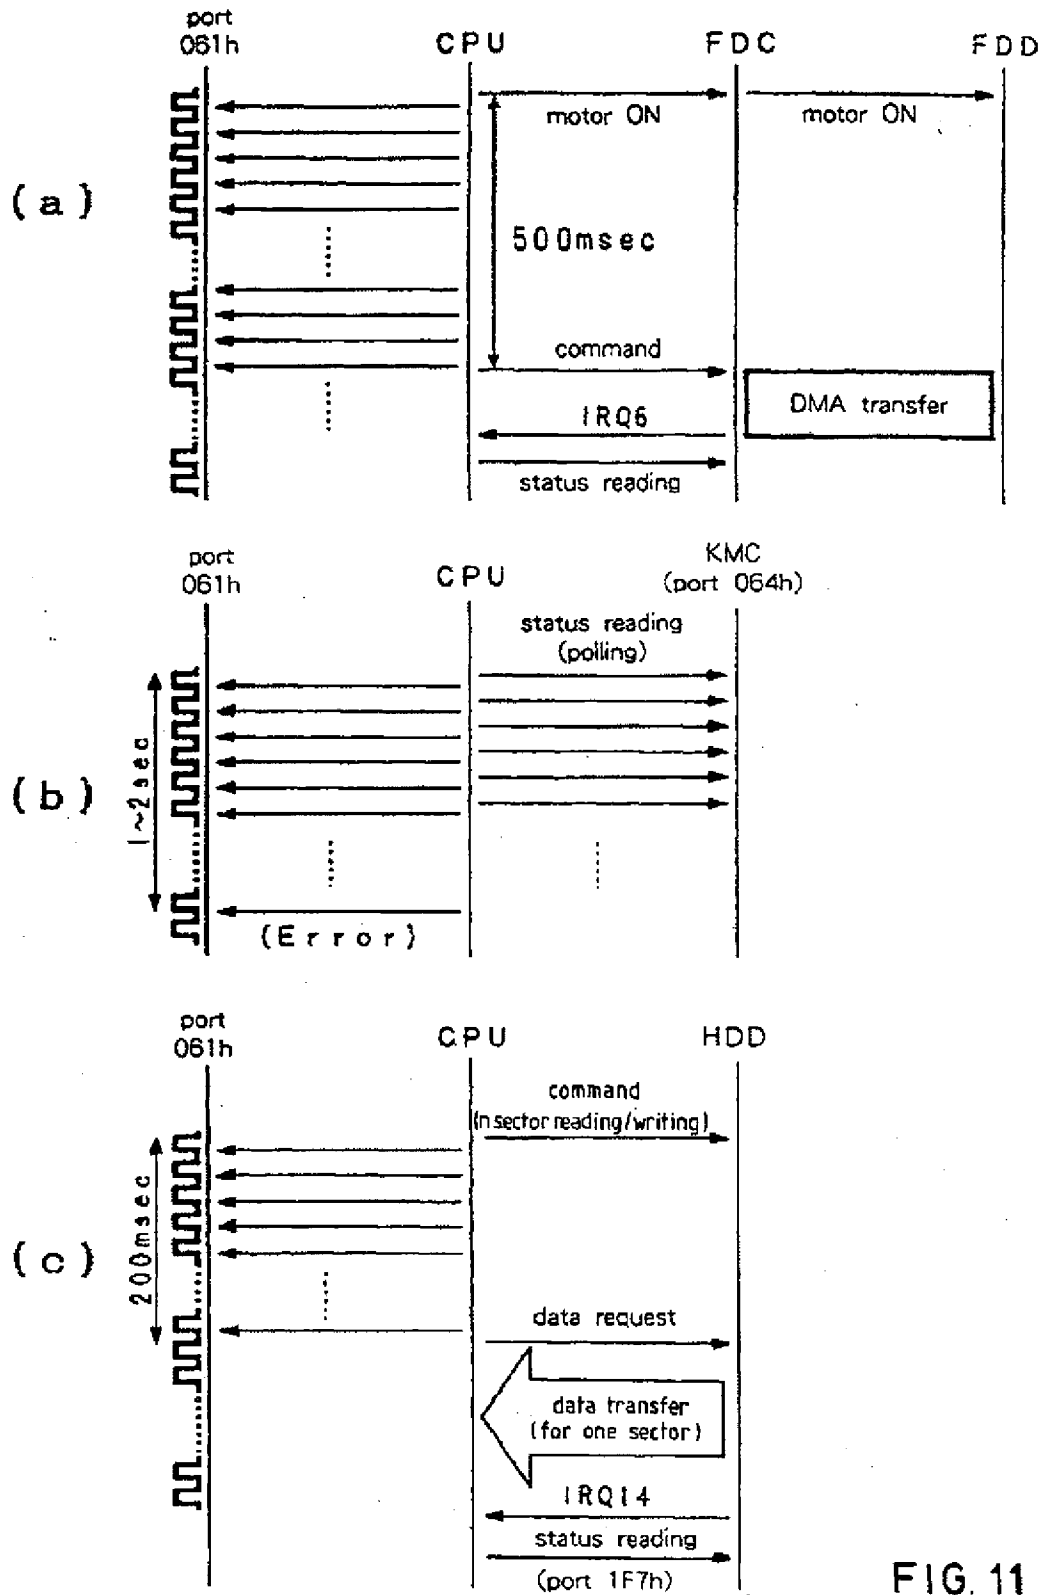 port
061h
CPU
FDC
FDD
motor ON
motor ON
(a)
500msec
command
DMA transfer
IRQ6
status reading
port
061h
CPU
KMC
(port 064h)
status reading
(polling)
(b)
1~2sec
(Error)
port
061h
CPU
HDD
command
(n sector reading/writing)
(c)
200msec
data request
data transfer
(for one sector)
IRQ14
status reading
(port 1F7h)
FIG. 11